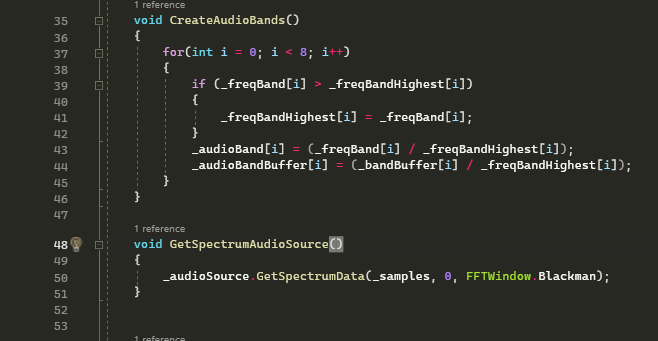 1 reference
35 void CreateAudioBands()
36 {
37 for(int i = 0; i < 8; i++)
38 {
39 if (_freqBand[i] > _freqBandHighest[i])
40 {
41 _freqBandHighest[i] = _freqBand[i];
42 }
43 _audioBand[i] = (_freqBand[i] / _freqBandHighest[i]);
44 _audioBandBuffer[i] = (_bandBuffer[i] / _freqBandHighest[i]);
45 }
46 }
47
1 reference
48 void GetSpectrumAudioSource()
49 {
50 _audioSource.GetSpectrumData(_samples, 0, FFTWindow.Blackman);
51 }
52
53
1 reference